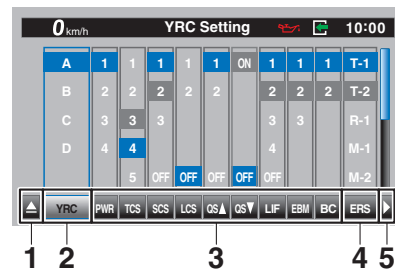 0 km/h YRC Setting 10:00
A 1 1 1 1 1 ON 1 1 1 T-1
B 2 2 2 2 2 2 2 2 T-2
C 3 3 3 3 3 R-1
D 4 4 4 M-1
5 OFF OFF OFF OFF OFF M-2
YRC PWR TCS SCS LCS QS▲ QS▼ LIF EBM BC ERS
1 2 3 4 5